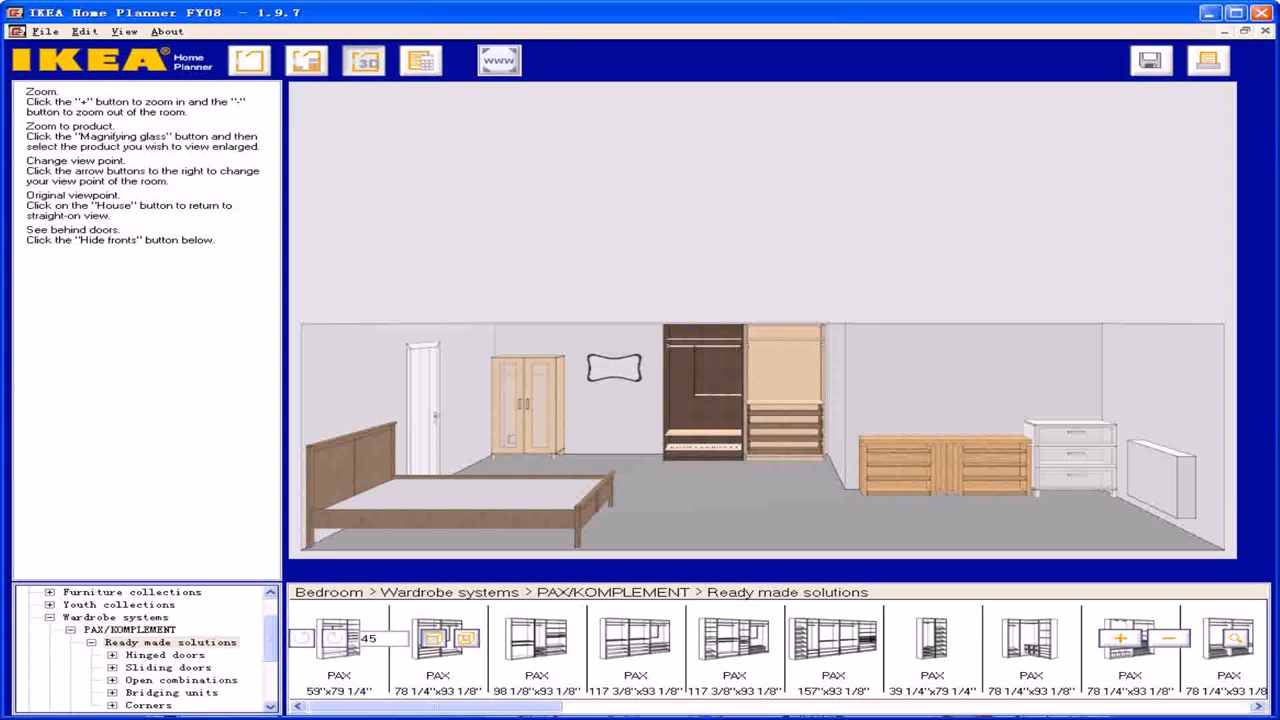 IKEA Home Planner FY08 - 1.9.7
File Edit View About
IKEA® Home Planner
3D
WWW
Zoom.
Click the "+" button to zoom in and the "-"
button to zoom out of the room.
Zoom to product.
Click the "Magnifying glass" button and then
select the product you wish to view enlarged.
Change view point.
Click the arrow buttons to the right to change
your view point of the room.
Original viewpoint.
Click on the "House" button to return to
straight-on view.
See behind doors.
Click the "Hide fronts" button below.
Furniture collections
Youth collections
Wardrobe systems
PAX/KOMPLEMENT
Ready made solutions
Hinged doors
Sliding doors
Open combinations
Bridging units
Corners
Bedroom > Wardrobe systems > PAX/KOMPLEMENT > Ready made solutions
45
PAX PAX PAX PAX PAX PAX PAX PAX PAX PAX
59"x79 1/4" 78 1/4"x93 1/8" 98 1/8"x93 1/8" 117 3/8"x93 1/8" 117 3/8"x93 1/8" 157"x93 1/8" 39 1/4"x79 1/4" 78 1/4"x93 1/8" 78 1/4"x93 1/8" 78 1/4"x93 1/8